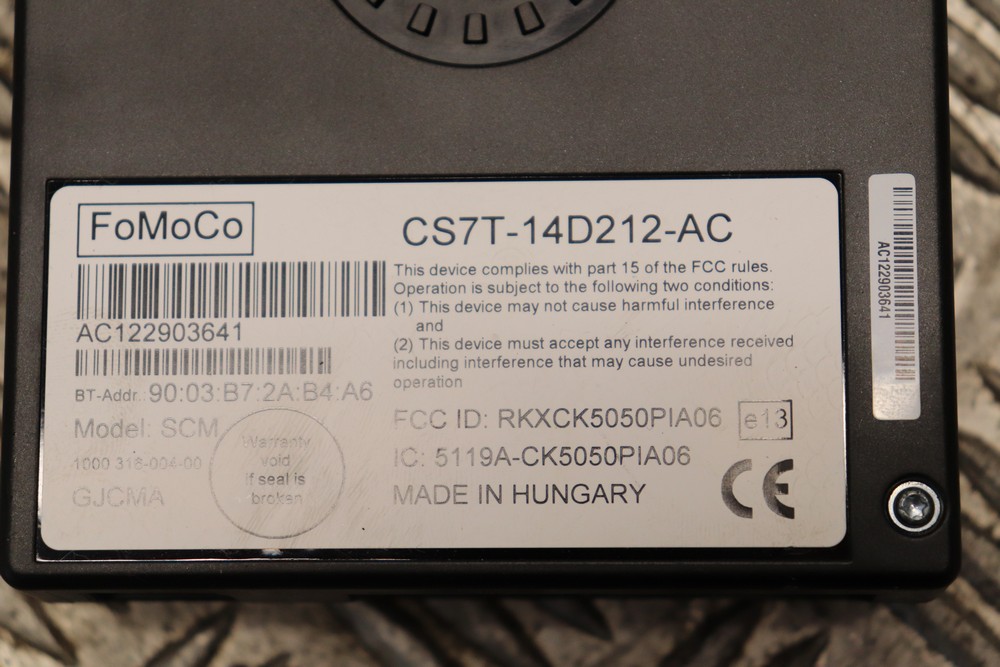 FoMoCo
CS7T-14D212-AC
AC122903641
BT-Addr.:90:03:B7:2A:B4:A6
Model: SCM
1000 316-004-00
GJCMA
Warranty
void
if seal is
broken
This device complies with part 15 of the FCC rules.
Operation is subject to the following two conditions:
(1) This device may not cause harmful interference
and
(2) This device must accept any interference received
including interference that may cause undesired
operation
FCC ID: RKXCK5050PIA06
e13
IC: 5119A-CK5050PIA06
MADE IN HUNGARY
CE
AC122903641